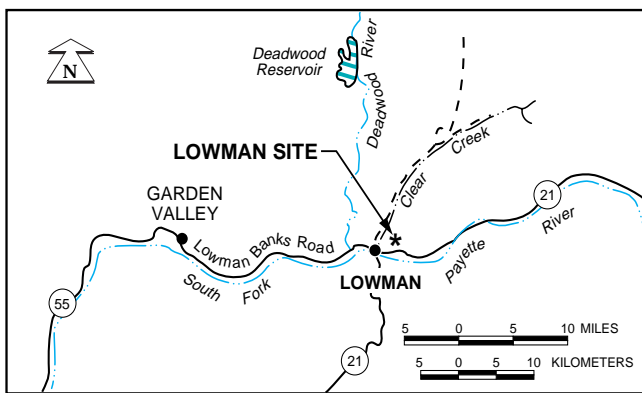 N
Deadwood
Reservoir
River
Deadwood
LOWMAN SITE
Clear
Creek
GARDEN
VALLEY
21
Lowman Banks Road
South Fork
Payette River
LOWMAN
55
21
5 0 5 10 MILES
5 0 5 10 KILOMETERS